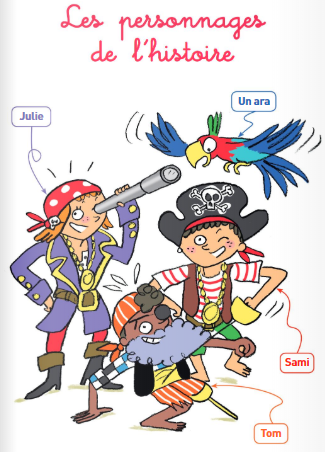 Les personnages
de l'histoire
Un ara
Julie
Sami
Tom